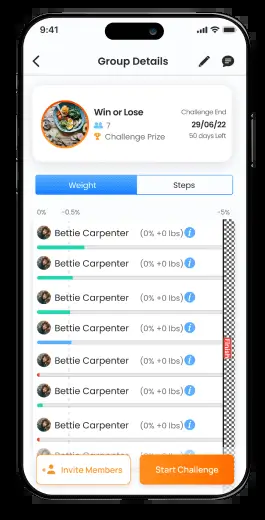 9:41
Group Details
Win or Lose
7
Challenge Prize
Challenge End
29/06/22
50 days Left
Weight
Steps
0% -0.5% -5%
Bettie Carpenter (0% +0 lbs) i
Bettie Carpenter (0% +0 lbs) i
Bettie Carpenter (0% +0 lbs) i
Bettie Carpenter (0% +0 lbs) i
Bettie Carpenter (0% +0 lbs) i
Bettie Carpenter (0% +0 lbs) i
Bettie Carpenter (0% +0 lbs) i
Finish
Invite Members
Start Challenge